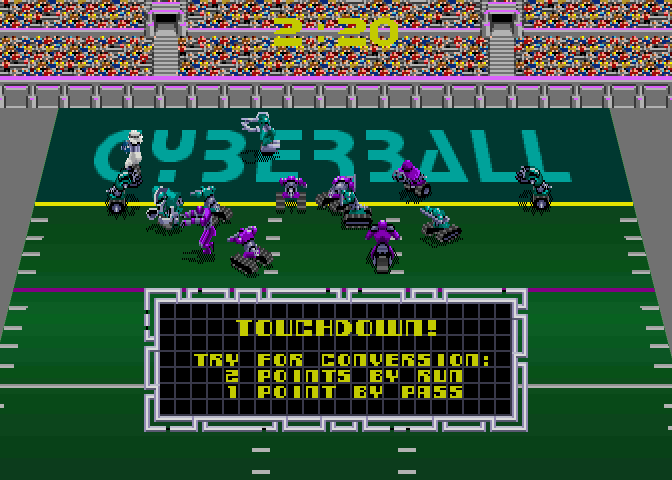 2:20
CYBERBALL
TOUCHDOWN!
TRY FOR CONVERSION:
2 POINTS BY RUN
1 POINT BY PASS